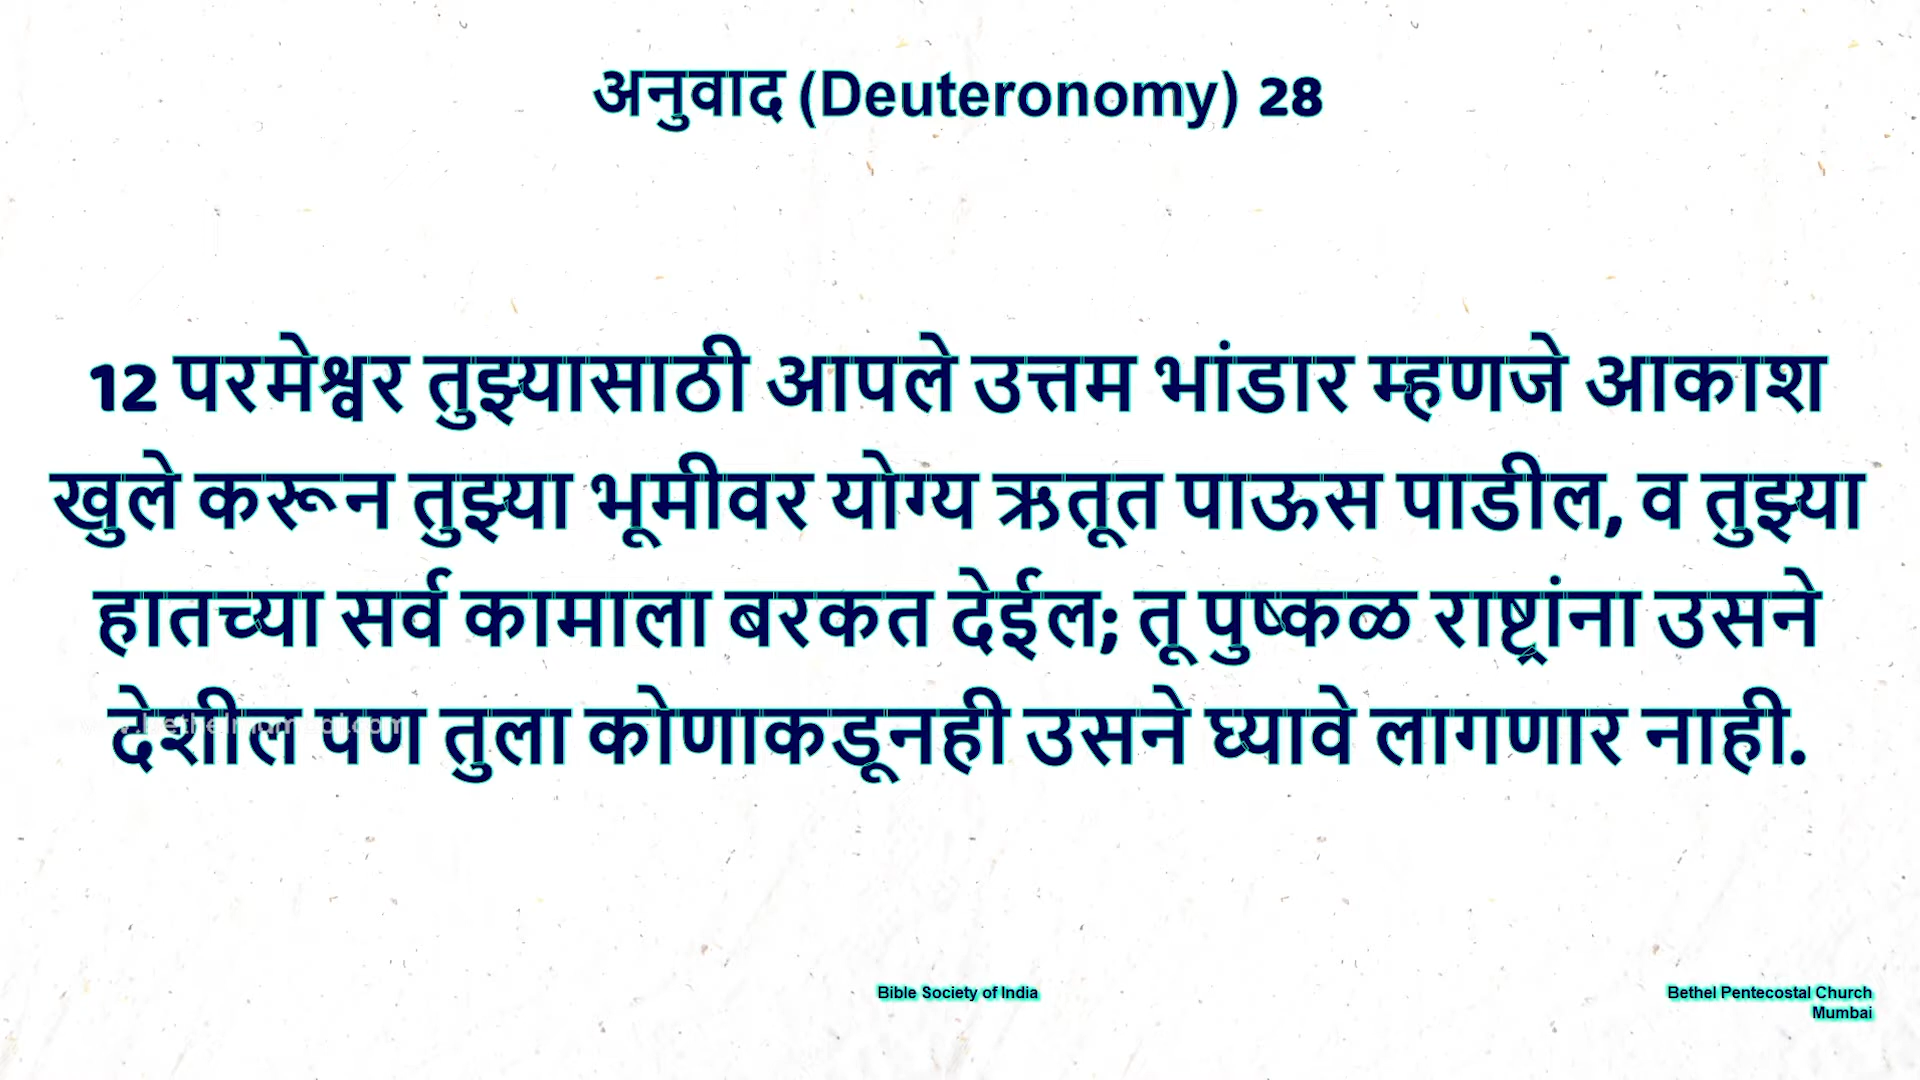 अनुवाद (Deuteronomy) 28
12 परमेश्वर तुझ्यासाठी आपले उत्तम भांडार म्हणजे आकाश
खुले करून तुझ्या भूमीवर योग्य ऋतूत पाऊस पाडील, व तुझ्या
हातच्या सर्व कामाला बरकत देईल; तू पुष्कळ राष्ट्रांना उसने
देशील पण तुला कोणाकडूनही उसने घ्यावे लागणार नाही.
Bible Society of India
Bethel Pentecostal Church
Mumbai